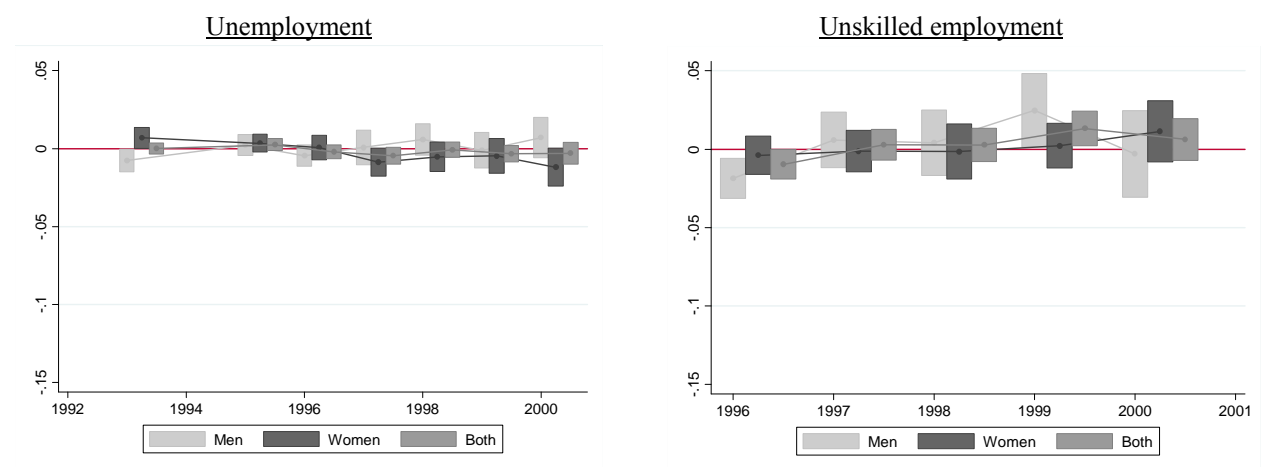 Unemployment
.05
0
-.05
-.1
-.15
1992 1994 1996 1998 2000
Men Women Both
Unskilled employment
.05
0
-.05
-.1
-.15
1996 1997 1998 1999 2000 2001
Men Women Both